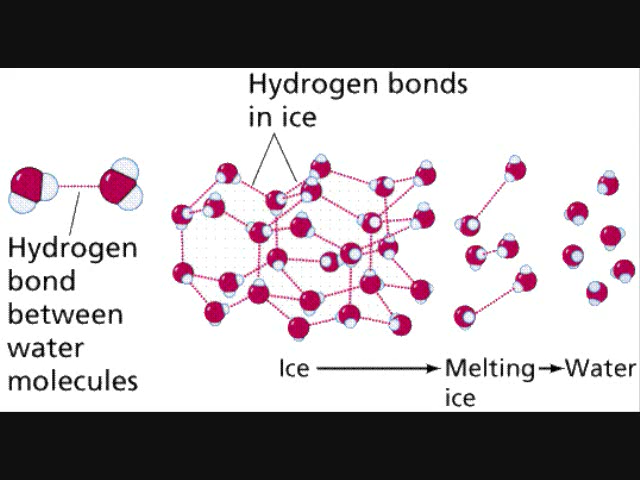 Hydrogen bonds
in ice
Hydrogen
bond
between
water
molecules
Ice
Melting
ice
Water